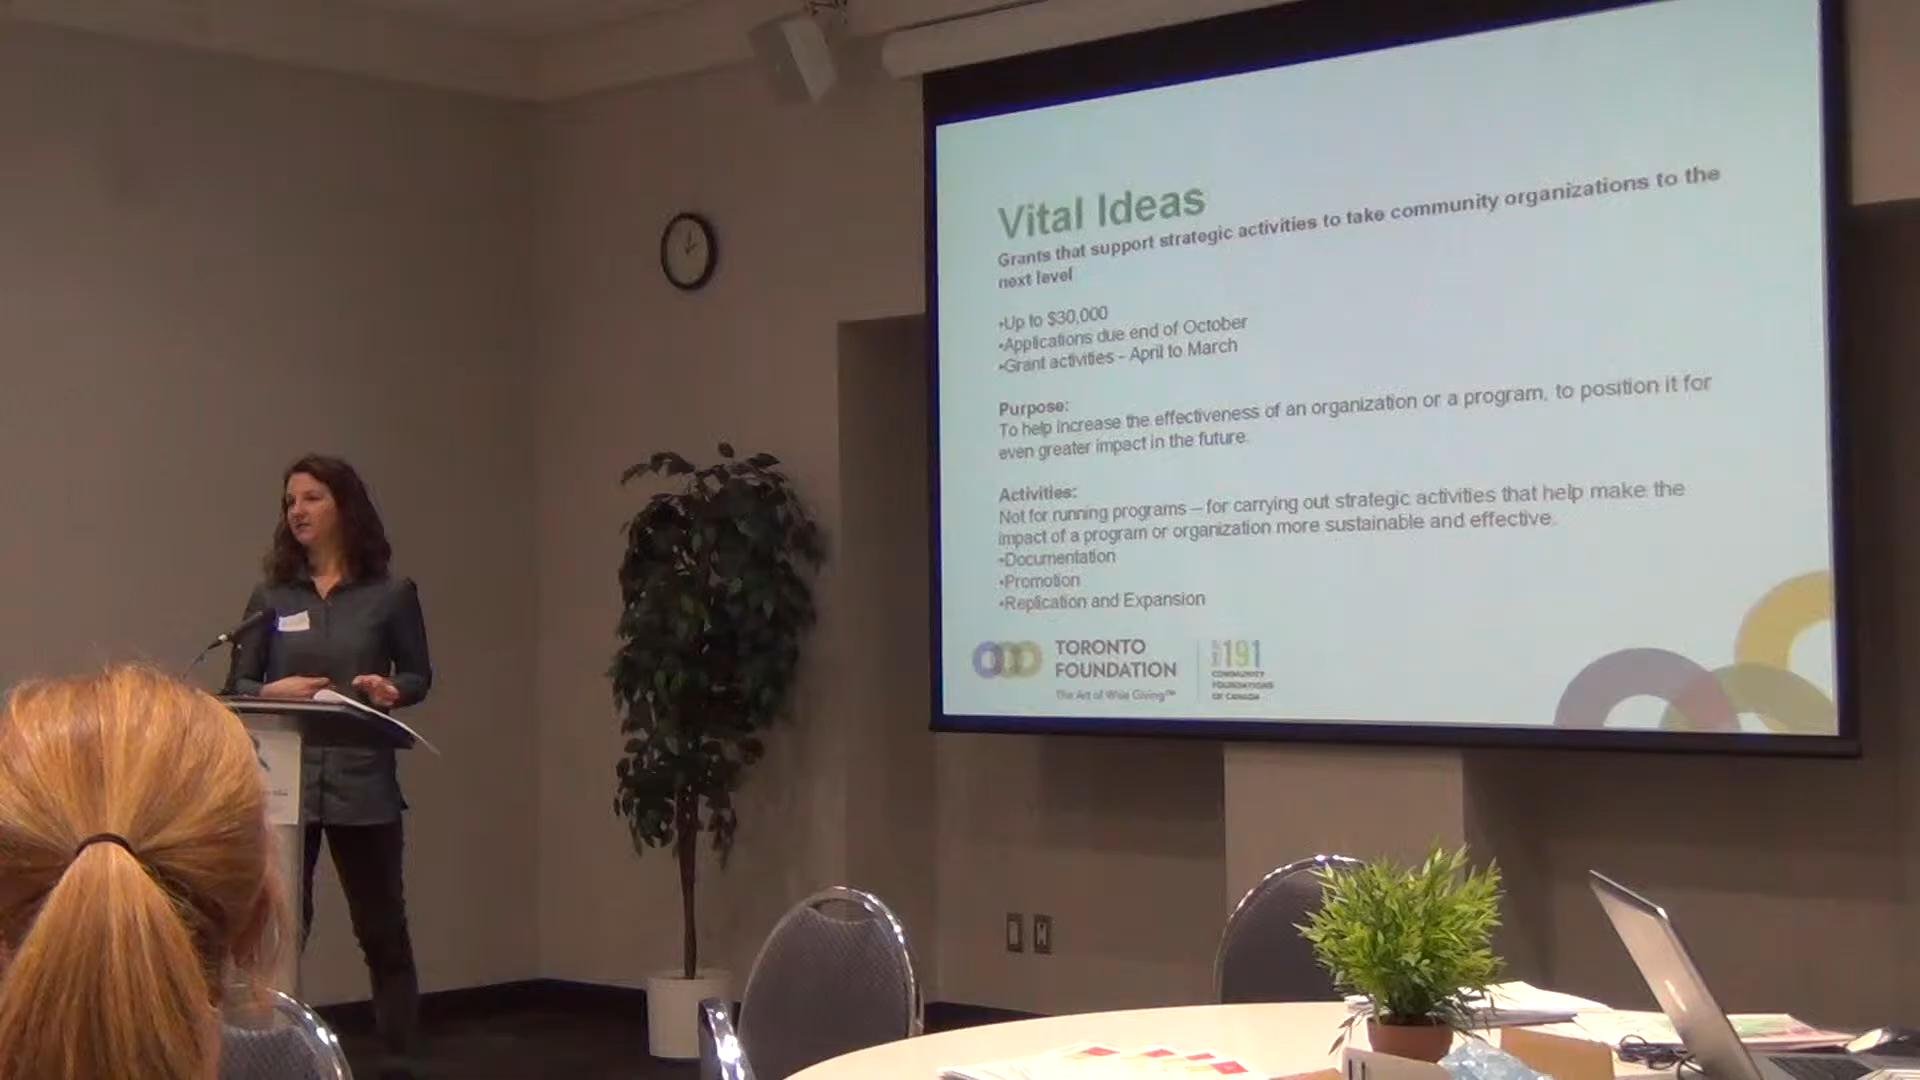 Vital Ideas
Grants that support strategic activities to take community organizations to the
next level
•Up to $30,000
•Applications due end of October
•Grant activities - April to March
Purpose:
To help increase the effectiveness of an organization or a program, to position it for
even greater impact in the future.
Activities:
Not for running programs – for carrying out strategic activities that help make the
impact of a program or organization more sustainable and effective.
•Documentation
•Promotion
•Replication and Expansion
TORONTO
FOUNDATION
The Art of Wise Giving™
191
COMMUNITY
FOUNDATIONS
OF CANADA